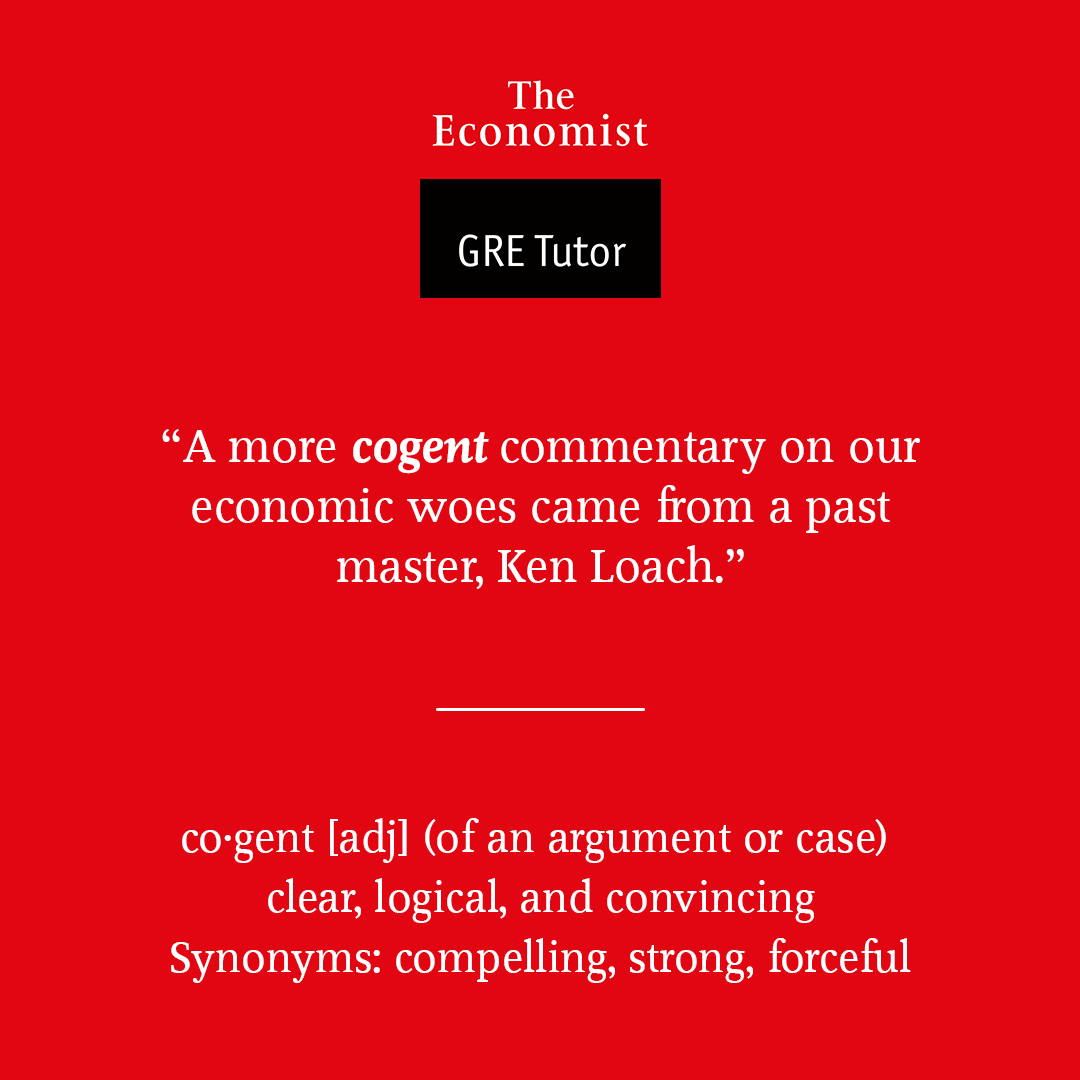 The
Economist
GRE Tutor
“A more cogent commentary on our
economic woes came from a past
master, Ken Loach.”
co·gent [adj] (of an argument or case)
clear, logical, and convincing
Synonyms: compelling, strong, forceful